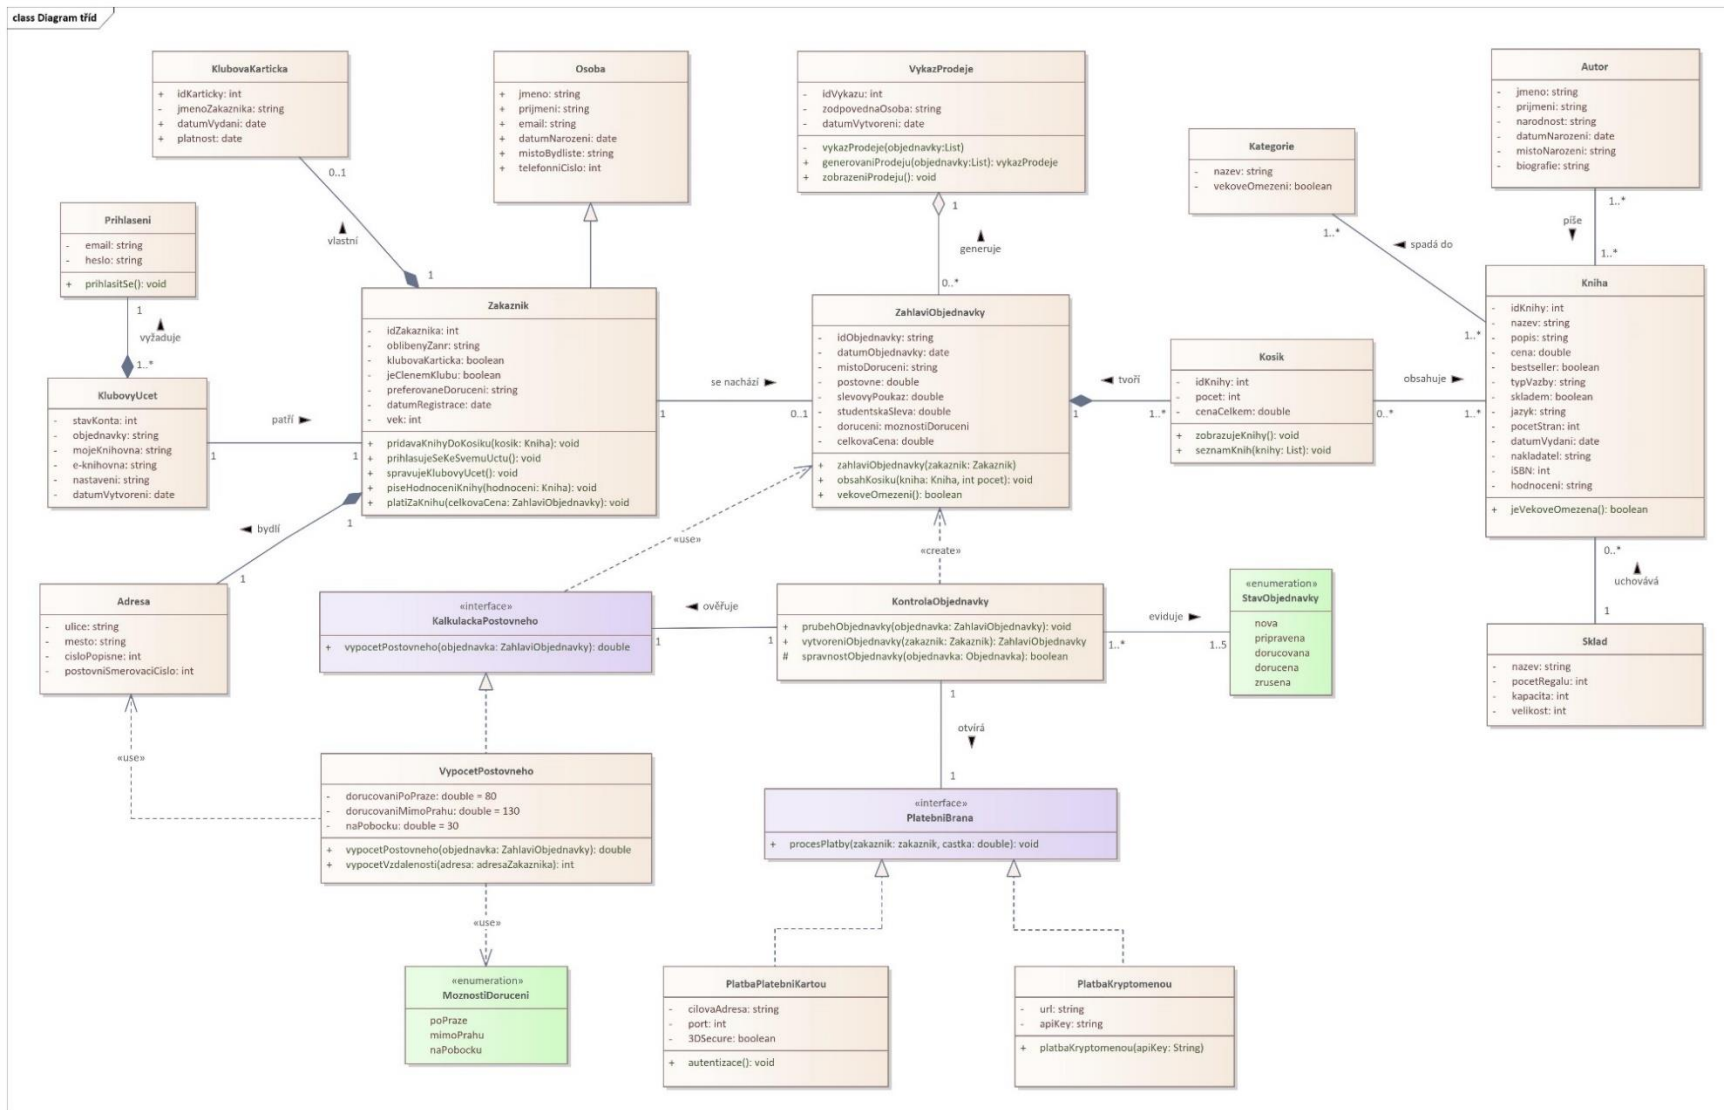 class Diagram tříd
KlubovaKarticka
+ idKarticky: int
- jmenoZakaznika: string
+ datumVydani: date
+ platnost: date
Osoba
+ jmeno: string
+ prijmeni: string
+ email: string
+ datumNarozeni: date
+ mistoBydliste: string
+ telefonniCislo: int
VykazProdeje
- idVykazu: int
- zodpovednaOsoba: string
- datumVytvoreni: date
- vykazProdeje(objednavky:List)
+ generovaniProdeju(objednavky:List): vykazProdeje
+ zobrazeniProdeju(): void
Autor
- jmeno: string
- prijmeni: string
- narodnost: string
- datumNarozeni: date
- mistoNarozeni: string
- biografie: string
Kategorie
- nazev: string
- vekoveOmezeni: boolean
Prihlaseni
- email: string
- heslo: string
+ prihlasitSe(): void
0..1
vlastní
1
1
vyžaduje
1..*
1
generuje
0..*
1..*
píše
1..*
1..*
spadá do
1..*
Zakaznik
- idZakaznika: int
- oblibenyZanr: string
- klubovaKarticka: boolean
- jeClenemKlubu: boolean
- preferovaneDoruceni: string
- datumRegistrace: date
- vek: int
+ pridavaKnihyDoKosiku(kosik: Kniha): void
+ prihlasujeSeKeSvemuUctu(): void
+ spravujeKlubovyUcet(): void
+ piseHodnoceniKnihy(hodnoceni: Kniha): void
+ platiZaKnihu(celkovaCena: ZahlaviObjednavky): void
ZahlaviObjednavky
- idObjednavky: string
- datumObjednavky: date
- mistoDoruceni: string
- postovne: double
- slevovyPoukaz: double
- studentskaSleva: double
- doruceni: moznostiDoruceni
- celkovaCena: double
+ zahlaviObjednavky(zakaznik: Zakaznik)
+ obsahKosiku(kniha: Kniha, int pocet): void
+ vekoveOmezeni(): boolean
Kosik
- idKnihy: int
- pocet: int
- cenaCelkem: double
+ zobrazujeKnihy(): void
+ seznamKnih(knihy: List): void
Kniha
- idKnihy: int
- nazev: string
- popis: string
- cena: double
- bestseller: boolean
- typVazby: string
- skladem: boolean
- jazyk: string
- pocetStran: int
- datumVydani: date
- nakladatel: string
- iSBN: int
- hodnoceni: string
+ jeVekoveOmezena(): boolean
KlubovyUcet
- stavKonta: int
- objednavky: string
- mojeKnihovna: string
- e-knihovna: string
- nastaveni: string
- datumVytvoreni: date
patří
1
1
se nachází
1
0..1
tvoří
1
1..*
obsahuje
0..*
1..*
bydlí
1
1
«use»
«create»
0..*
uchovává
1
Adresa
- ulice: string
- mesto: string
- cisloPopisne: int
- postovniSmerovaciCislo: int
«interface»
KalkulackaPostovneho
+ vypocetPostovneho(objednavka: ZahlaviObjednavky): double
ověřuje
1
1
KontrolaObjednavky
+ prubehObjednavky(objednavka: ZahlaviObjednavky): void
+ vytvoreniObjednavky(zakaznik: Zakaznik): ZahlaviObjednavky
# spravnostObjednavky(objednavka: Objednavka): boolean
eviduje
1..*
1..5
«enumeration»
StavObjednavky
nova
pripravena
dorucovana
dorucena
zrusena
Sklad
- nazev: string
- pocetRegalu: int
- kapacita: int
- velikost: int
1
otvírá
1
«use»
VypocetPostovneho
- dorucovaniPoPraze: double = 80
- dorucovaniMimoPrahu: double = 130
- naPobocku: double = 30
+ vypocetPostovneho(objednavka: ZahlaviObjednavky): double
+ vypocetVzdalenosti(adresa: adresaZakaznika): int
«interface»
PlatebniBrana
+ procesPlatby(zakaznik: zakaznik, castka: double): void
«use»
«enumeration»
MoznostiDoruceni
poPraze
mimoPrahu
naPobocku
PlatbaPlatebniKartou
- cilovaAdresa: string
- port: int
- 3DSecure: boolean
+ autentizace(): void
PlatbaKryptomenou
- url: string
- apiKey: string
+ platbaKryptomenou(apiKey: String)